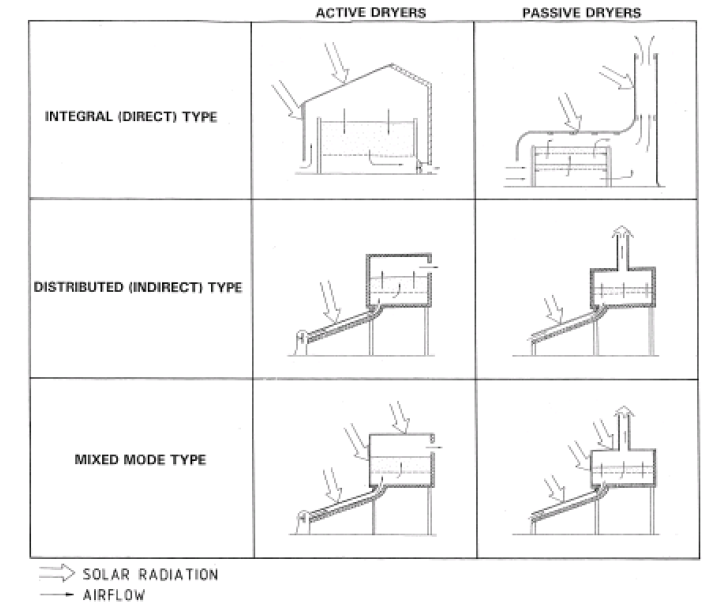 ACTIVE DRYERS
PASSIVE DRYERS
INTEGRAL (DIRECT) TYPE
DISTRIBUTED (INDIRECT) TYPE
MIXED MODE TYPE
SOLAR RADIATION
AIRFLOW